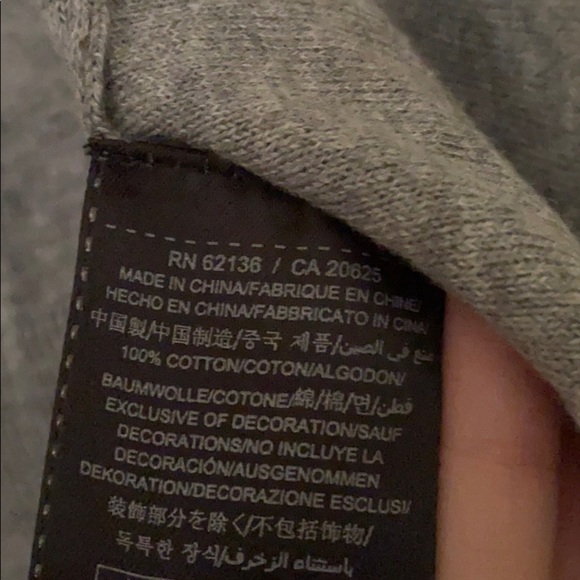 RN 62136 / CA 20625
MADE IN CHINA/FABRIQUE EN CHINE/
HECHO EN CHINA/FABBRICATO IN CINA/
中国製/中国制造/중국 제품/صنع في الصين/
100% COTTON/COTON/ALGODON/
BAUMWOLLE/COTONE/綿/棉/면/قطن/
EXCLUSIVE OF DECORATION/SAUF
DECORATIONS/NO INCLUYE LA
DECORACIÓN/AUSGENOMMEN
DEKORATION/DECORAZIONE ESCLUSI/
装飾部分を除く/不包括饰物/
독특한 장식/باستثناء الزخرف/